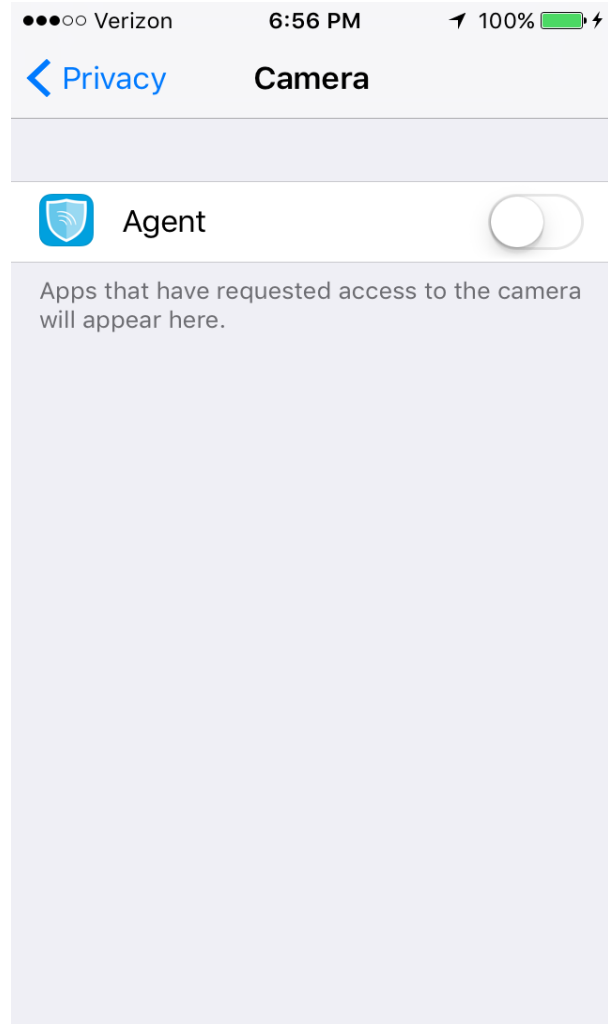 Verizon 6:56 PM 100%
Privacy Camera
Agent
Apps that have requested access to the camera
will appear here.